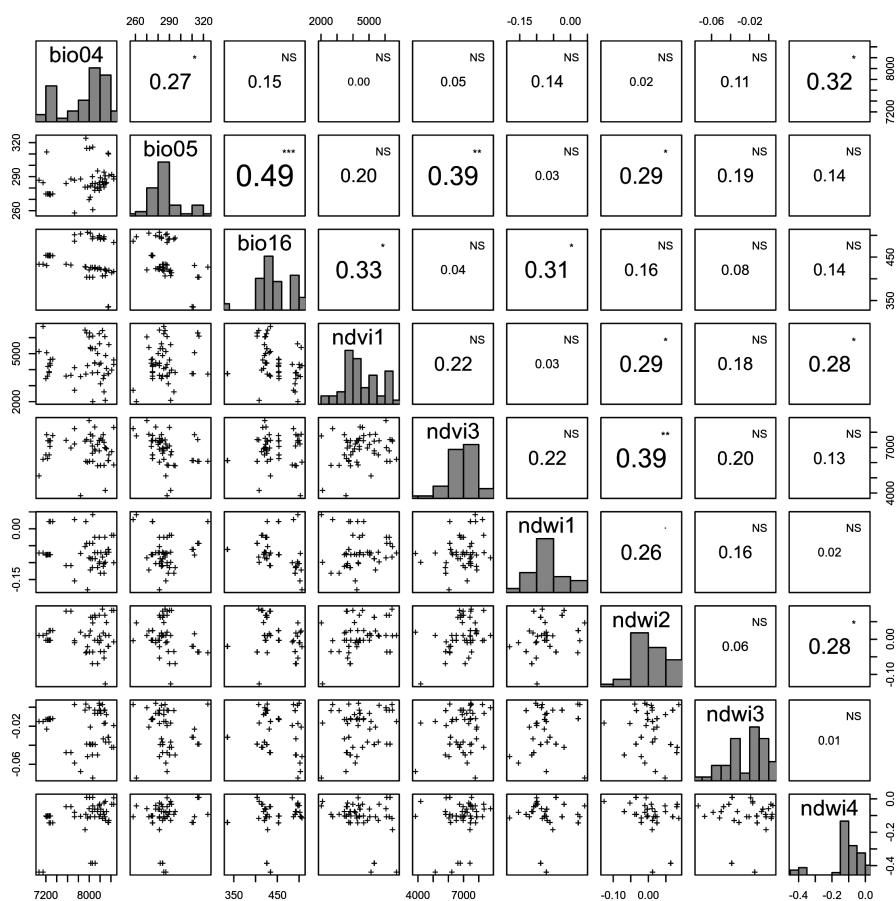 260 290 320 2000 5000 -0.15 0.00 -0.06 -0.02
bio04 0.27 * 0.15 NS 0.00 NS 0.05 NS 0.14 NS 0.02 NS 0.11 NS 0.32 * 7200 8000
260 290 320 bio05 0.49 *** 0.20 NS 0.39 ** 0.03 NS 0.29 * 0.19 NS 0.14 NS
bio16 0.33 * 0.04 NS 0.31 * 0.16 NS 0.08 NS 0.14 NS 350 450
2000 5000 ndvi1 0.22 NS 0.03 NS 0.29 * 0.18 NS 0.28 *
ndvi3 0.22 NS 0.39 ** 0.20 NS 0.13 NS 4000 7000
-0.15 0.00 ndwi1 0.26 . 0.16 NS 0.02 NS
ndwi2 0.06 NS 0.28 * -0.10 0.00
-0.06 -0.02 ndwi3 0.01 NS
ndwi4 -0.4 -0.2 0.0
7200 8000 350 450 4000 7000 -0.10 0.00 -0.4 -0.2 0.0